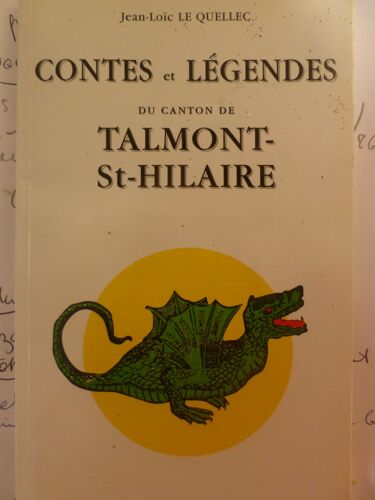 Jean-Loïc LE QUELLEC
CONTES et LÉGENDES
DU CANTON DE
TALMONT-
St-HILAIRE